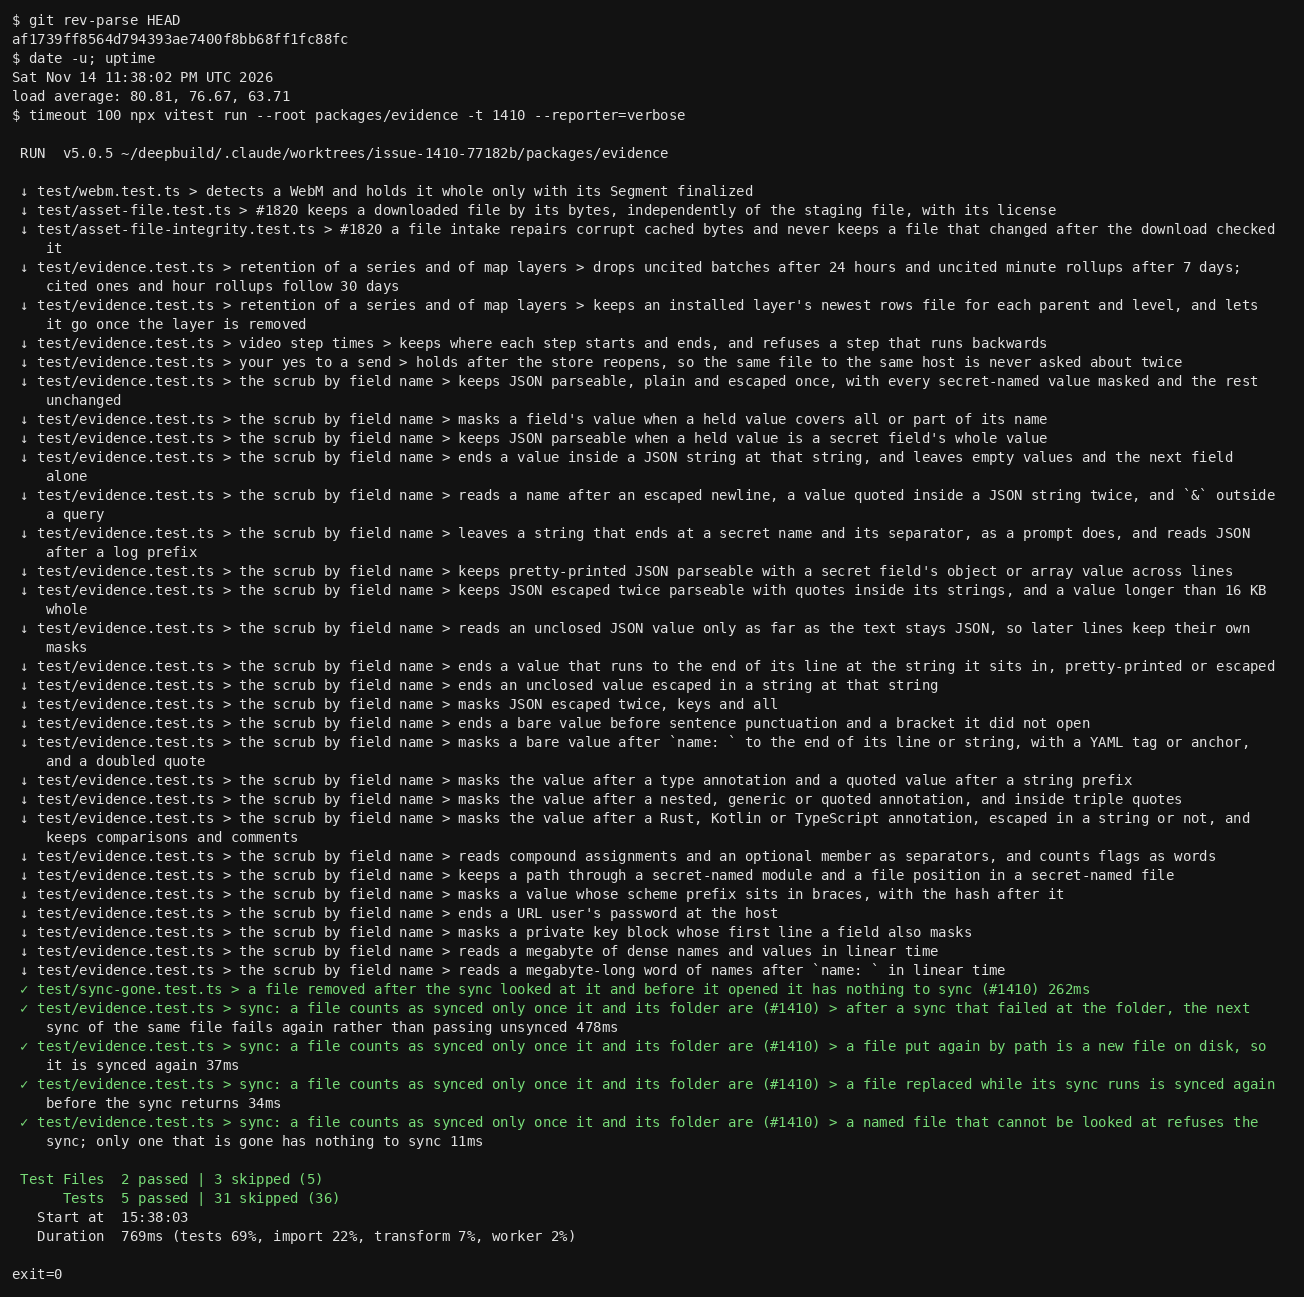 $ git rev-parse HEAD
af1739ff8564d794393ae7400f8bb68ff1fc88fc
$ date -u; uptime
Sat Nov 14 11:38:02 PM UTC 2026
load average: 80.81, 76.67, 63.71
$ timeout 100 npx vitest run --root packages/evidence -t 1410 --reporter=verbose
RUN  v5.0.5 ~/deepbuild/.claude/worktrees/issue-1410-77182b/packages/evidence
↓ test/webm.test.ts > detects a WebM and holds it whole only with its Segment finalized
↓ test/asset-file.test.ts > #1820 keeps a downloaded file by its bytes, independently of the staging file, with its license
↓ test/asset-file-integrity.test.ts > #1820 a file intake repairs corrupt cached bytes and never keeps a file that changed after the download checked
it
↓ test/evidence.test.ts > retention of a series and of map layers > drops uncited batches after 24 hours and uncited minute rollups after 7 days;
cited ones and hour rollups follow 30 days
↓ test/evidence.test.ts > retention of a series and of map layers > keeps an installed layer's newest rows file for each parent and level, and lets
it go once the layer is removed
↓ test/evidence.test.ts > video step times > keeps where each step starts and ends, and refuses a step that runs backwards
↓ test/evidence.test.ts > your yes to a send > holds after the store reopens, so the same file to the same host is never asked about twice
↓ test/evidence.test.ts > the scrub by field name > keeps JSON parseable, plain and escaped once, with every secret-named value masked and the rest
unchanged
↓ test/evidence.test.ts > the scrub by field name > masks a field's value when a held value covers all or part of its name
↓ test/evidence.test.ts > the scrub by field name > keeps JSON parseable when a held value is a secret field's whole value
↓ test/evidence.test.ts > the scrub by field name > ends a value inside a JSON string at that string, and leaves empty values and the next field
alone
↓ test/evidence.test.ts > the scrub by field name > reads a name after an escaped newline, a value quoted inside a JSON string twice, and `&` outside
a query
↓ test/evidence.test.ts > the scrub by field name > leaves a string that ends at a secret name and its separator, as a prompt does, and reads JSON
after a log prefix
↓ test/evidence.test.ts > the scrub by field name > keeps pretty-printed JSON parseable with a secret field's object or array value across lines
↓ test/evidence.test.ts > the scrub by field name > keeps JSON escaped twice parseable with quotes inside its strings, and a value longer than 16 KB
whole
↓ test/evidence.test.ts > the scrub by field name > reads an unclosed JSON value only as far as the text stays JSON, so later lines keep their own
masks
↓ test/evidence.test.ts > the scrub by field name > ends a value that runs to the end of its line at the string it sits in, pretty-printed or escaped
↓ test/evidence.test.ts > the scrub by field name > ends an unclosed value escaped in a string at that string
↓ test/evidence.test.ts > the scrub by field name > masks JSON escaped twice, keys and all
↓ test/evidence.test.ts > the scrub by field name > ends a bare value before sentence punctuation and a bracket it did not open
↓ test/evidence.test.ts > the scrub by field name > masks a bare value after `name: ` to the end of its line or string, with a YAML tag or anchor,
and a doubled quote
↓ test/evidence.test.ts > the scrub by field name > masks the value after a type annotation and a quoted value after a string prefix
↓ test/evidence.test.ts > the scrub by field name > masks the value after a nested, generic or quoted annotation, and inside triple quotes
↓ test/evidence.test.ts > the scrub by field name > masks the value after a Rust, Kotlin or TypeScript annotation, escaped in a string or not, and
keeps comparisons and comments
↓ test/evidence.test.ts > the scrub by field name > reads compound assignments and an optional member as separators, and counts flags as words
↓ test/evidence.test.ts > the scrub by field name > keeps a path through a secret-named module and a file position in a secret-named file
↓ test/evidence.test.ts > the scrub by field name > masks a value whose scheme prefix sits in braces, with the hash after it
↓ test/evidence.test.ts > the scrub by field name > ends a URL user's password at the host
↓ test/evidence.test.ts > the scrub by field name > masks a private key block whose first line a field also masks
↓ test/evidence.test.ts > the scrub by field name > reads a megabyte of dense names and values in linear time
↓ test/evidence.test.ts > the scrub by field name > reads a megabyte-long word of names after `name: ` in linear time
✓ test/sync-gone.test.ts > a file removed after the sync looked at it and before it opened it has nothing to sync (#1410) 262ms
✓ test/evidence.test.ts > sync: a file counts as synced only once it and its folder are (#1410) > after a sync that failed at the folder, the next
sync of the same file fails again rather than passing unsynced 478ms
✓ test/evidence.test.ts > sync: a file counts as synced only once it and its folder are (#1410) > a file put again by path is a new file on disk, so
it is synced again 37ms
✓ test/evidence.test.ts > sync: a file counts as synced only once it and its folder are (#1410) > a file replaced while its sync runs is synced again
before the sync returns 34ms
✓ test/evidence.test.ts > sync: a file counts as synced only once it and its folder are (#1410) > a named file that cannot be looked at refuses the
sync; only one that is gone has nothing to sync 11ms
Test Files  2 passed | 3 skipped (5)
Tests  5 passed | 31 skipped (36)
Start at  15:38:03
Duration  769ms (tests 69%, import 22%, transform 7%, worker 2%)
exit=0